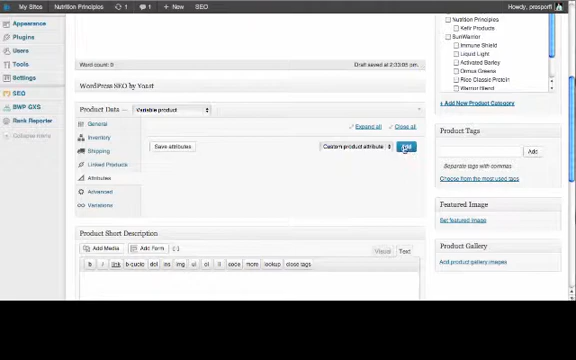 My Sites Nutrition Principles 1 1 + New SEO Howdy, presporff
Appearance
Plugins
Users
Tools
Settings
SEO
BWP GXS
Rank Reporter
Collapse menu
Word count: 0 Draft saved at 2:33:05 pm.
WordPress SEO by Yoast
Product Data — Variable product
Expand all Close all
General
Inventory
Shipping
Linked Products
Attributes
Advanced
Variations
Save attributes Custom product attribute Add
Product Short Description
Add Media Add Form
Visual Text
b i link b-quote del ins img ul ol li code more lookup close tags
Nutrition Principles
Kefir Products
SunWarrior
Immune Shield
Liquid Light
Activated Barley
Ormus Greens
Rice Classic Protein
Warrior Blend
+ Add New Product Category
Product Tags
Add
Separate tags with commas
Choose from the most used tags
Featured Image
Set featured image
Product Gallery
Add product gallery images